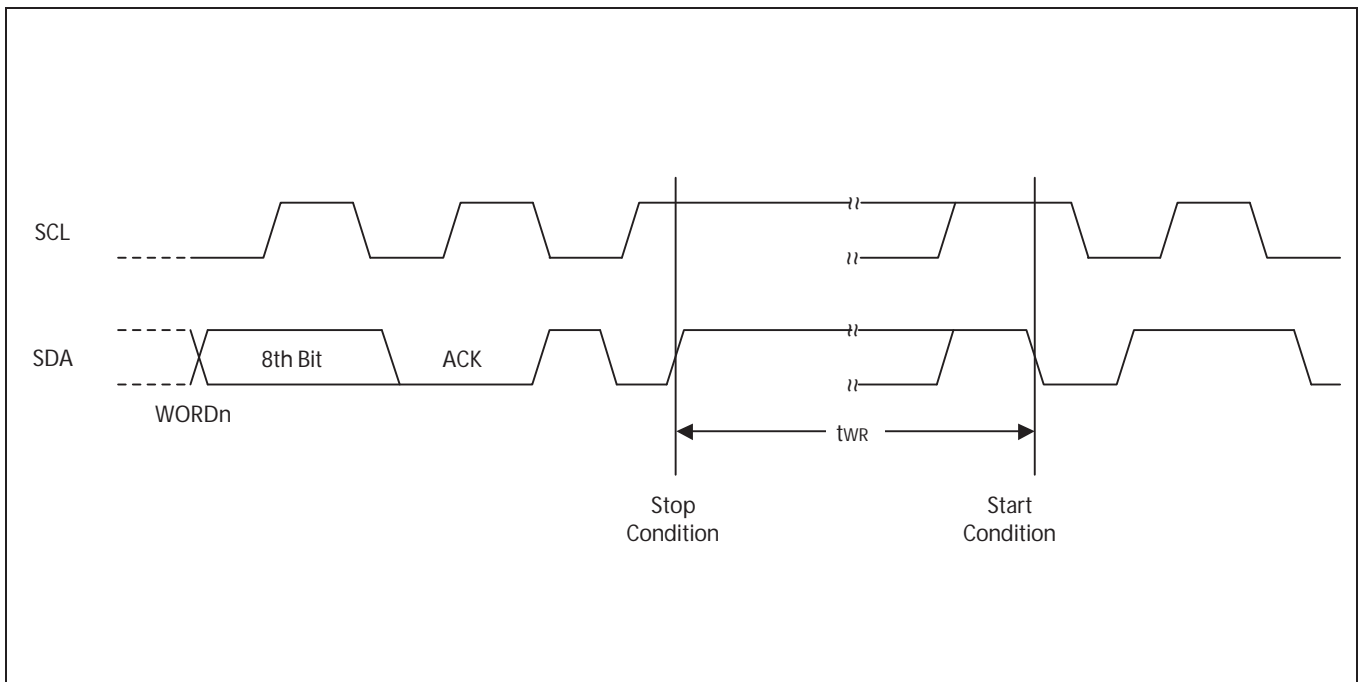 SCL
SDA
8th Bit
ACK
WORDn
tWR
Stop
Condition
Start
Condition